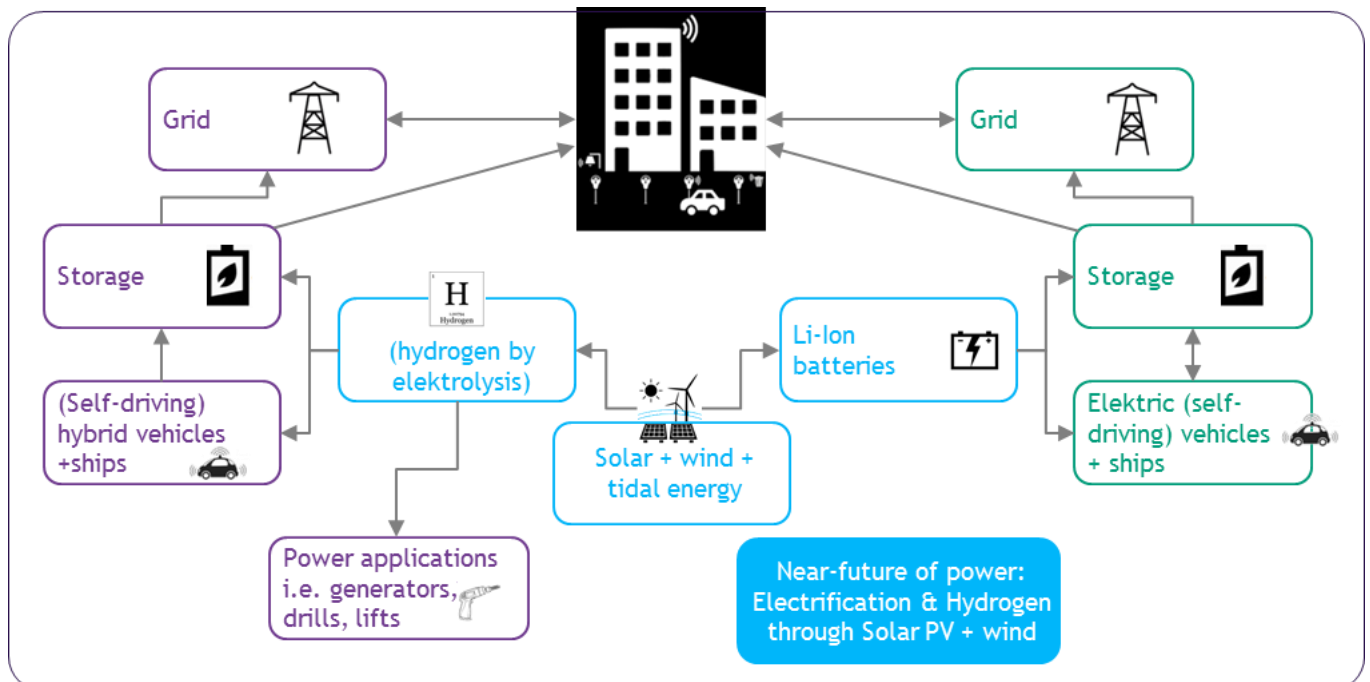 Grid
Grid
Storage
Storage
H
Hydrogen
(hydrogen by
elektrolysis)
Li-Ion
batteries
(Self-driving)
hybrid vehicles
+ships
Elektric (self-
driving) vehicles
+ ships
Solar + wind +
tidal energy
Power applications
i.e. generators,
drills, lifts
Near-future of power:
Electrification & Hydrogen
through Solar PV + wind